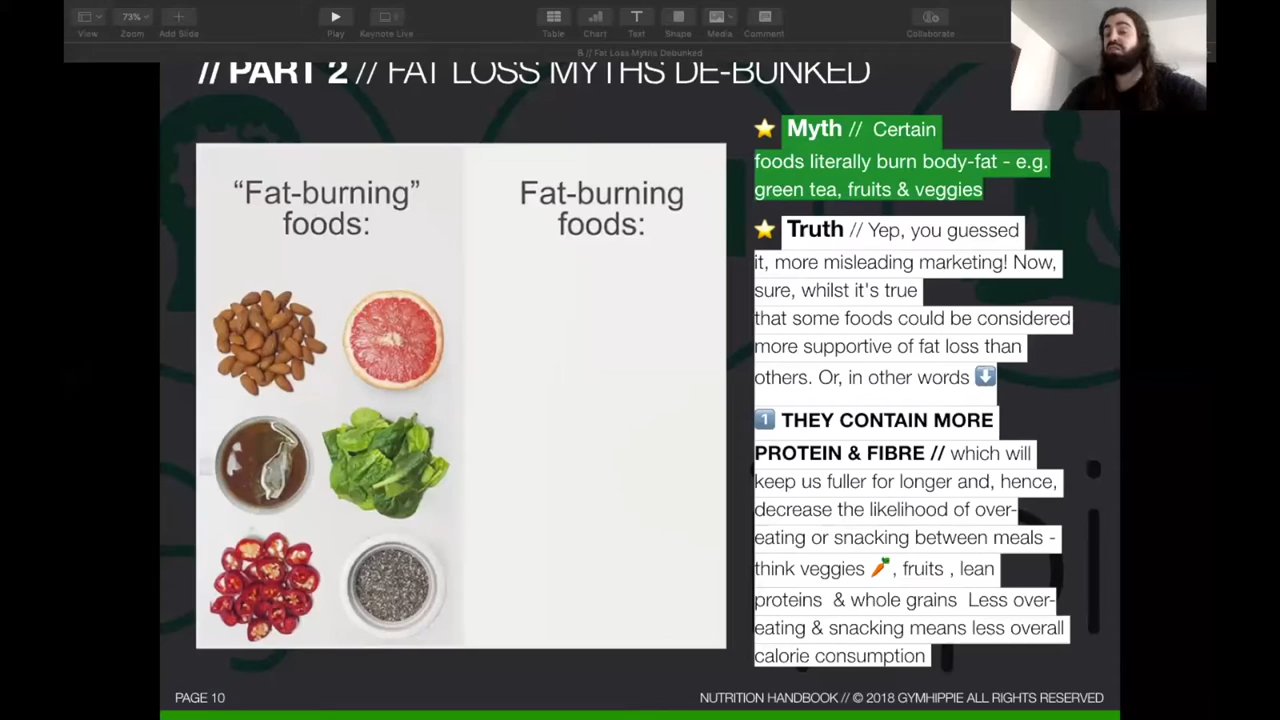 View
73%
Zoom
Add Slide
Play
Keynote Live
Table
Chart
Text
Shape
Media
Comment
Collaborate
// Fat Loss Myths Debunked
// PART 2 // FAT LOSS MYTHS DE-BUNKED
“Fat-burning”
foods:
Fat-burning
foods:
⭐ Myth // Certain
foods literally burn body-fat - e.g.
green tea, fruits & veggies
⭐ Truth // Yep, you guessed
it, more misleading marketing! Now,
sure, whilst it's true
that some foods could be considered
more supportive of fat loss than
others. Or, in other words ⬇️
1️⃣ THEY CONTAIN MORE
PROTEIN & FIBRE // which will
keep us fuller for longer and, hence,
decrease the likelihood of over-
eating or snacking between meals -
think veggies 🥕, fruits , lean
proteins & whole grains Less over-
eating & snacking means less overall
calorie consumption
PAGE 10
NUTRITION HANDBOOK // © 2018 GYMHIPPIE ALL RIGHTS RESERVED